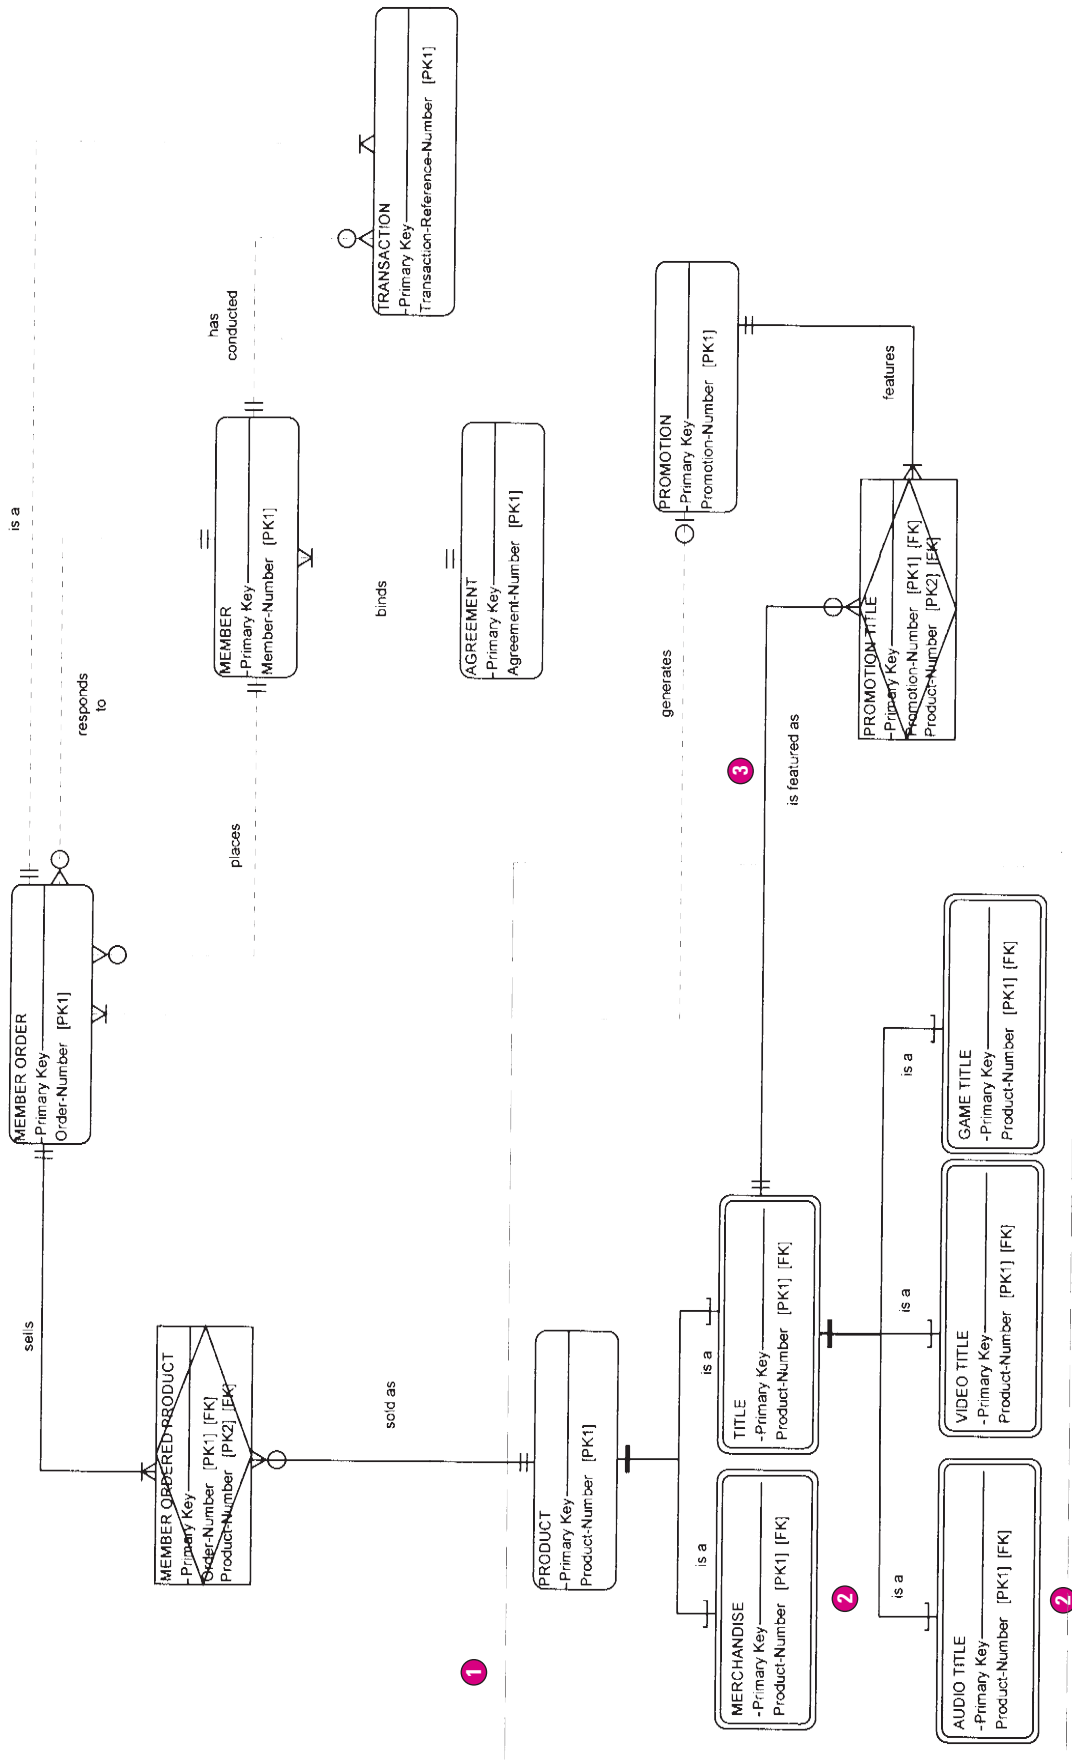 is a
MEMBER ORDER
-Primary Key
Order-Number [PK1]
responds
to
sells
places
MEMBER
-Primary Key
Member-Number [PK1]
has
conducted
TRANSACTION
-Primary Key
Transaction-Reference-Number [PK1]
MEMBER ORDERED PRODUCT
-Primary Key
Order-Number [PK1] [FK]
Product-Number [PK2] [FK]
sold as
binds
AGREEMENT
-Primary Key
Agreement-Number [PK1]
1
PRODUCT
-Primary Key
Product-Number [PK1]
generates
PROMOTION
-Primary Key
Promotion-Number [PK1]
is a
is a
MERCHANDISE
-Primary Key
Product-Number [PK1] [FK]
TITLE
-Primary Key
Product-Number [PK1] [FK]
3
is featured as
features
PROMOTION TITLE
-Primary Key
Promotion-Number [PK1] [FK]
Product-Number [PK2] [FK]
2
is a
is a
is a
AUDIO TITLE
-Primary Key
Product-Number [PK1] [FK]
VIDEO TITLE
-Primary Key
Product-Number [PK1] [FK]
GAME TITLE
-Primary Key
Product-Number [PK1] [FK]
2